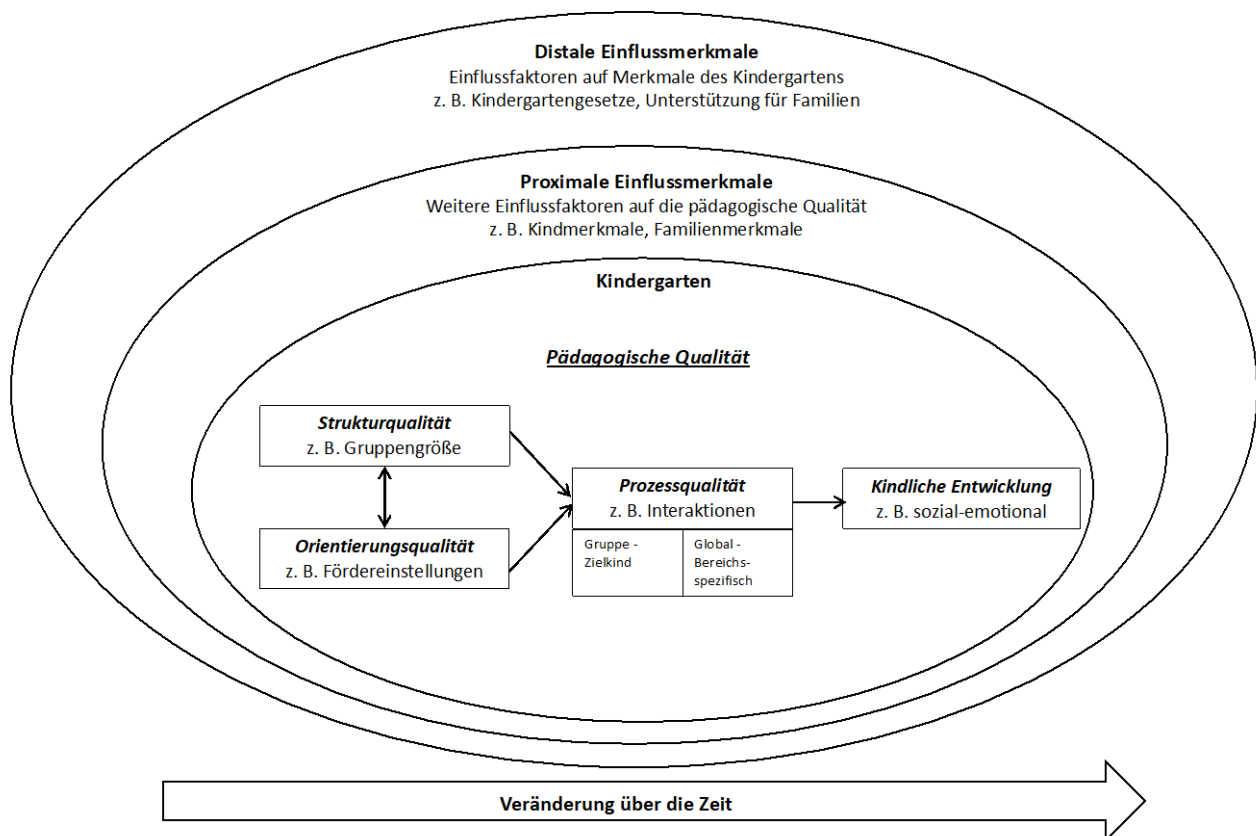 Distale Einflussmerkmale
Einflussfaktoren auf Merkmale des Kindergartens
z. B. Kindergartengesetze, Unterstützung für Familien
Proximale Einflussmerkmale
Weitere Einflussfaktoren auf die pädagogische Qualität
z. B. Kindmerkmale, Familienmerkmale
Kindergarten
Pädagogische Qualität
Strukturqualität
z. B. Gruppengröße
Orientierungsqualität
z. B. Fördereinstellungen
Prozessqualität
z. B. Interaktionen
Gruppe -
Zielkind
Global -
Bereichs-
spezifisch
Kindliche Entwicklung
z. B. sozial-emotional
Veränderung über die Zeit